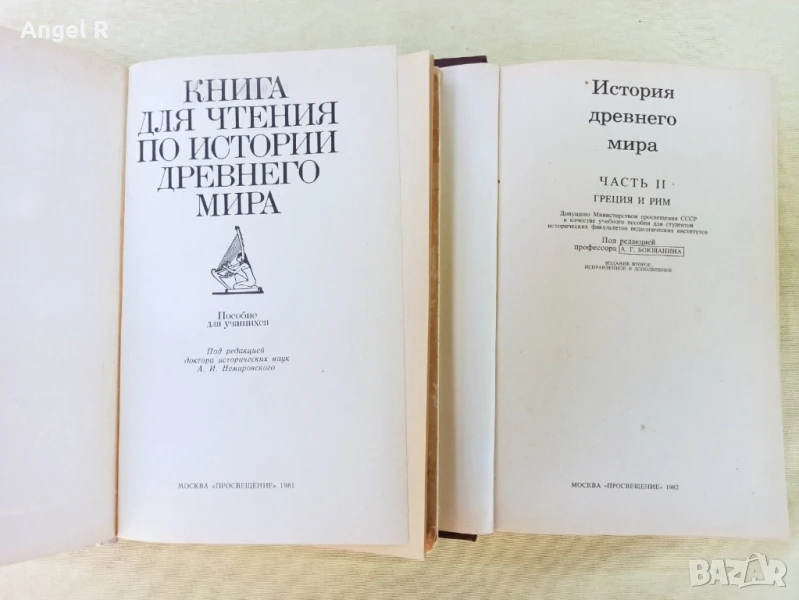 Angel R
КНИГА
ДЛЯ ЧТЕНИЯ
ПО ИСТОРИИ
ДРЕВНЕГО
МИРА
Пособие
для учащихся
Под редакцией
доктора исторических наук
А. И. Немировского
МОСКВА «ПРОСВЕЩЕНИЕ» 1981
История
древнего
мира
ЧАСТЬ II
ГРЕЦИЯ И РИМ
Допущено Министерством просвещения СССР
в качестве учебного пособия для студентов
исторических факультетов педагогических институтов
Под редакцией
профессора А. Г. БОКЩАНИНА
ИЗДАНИЕ ВТОРОЕ,
ИСПРАВЛЕННОЕ И ДОПОЛНЕННОЕ
МОСКВА «ПРОСВЕЩЕНИЕ» 1982
BAZAR